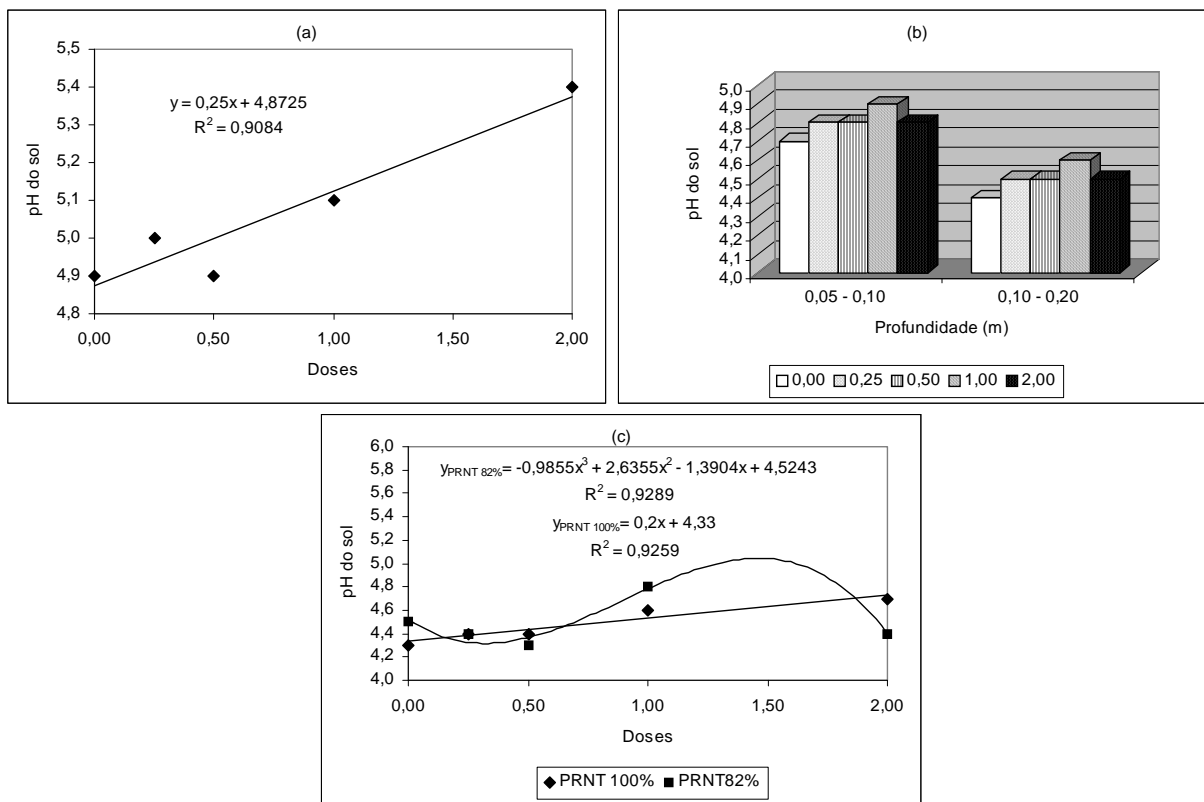 (a)
5,5
5,4
5,3
5,2
5,1
5,0
4,9
4,8
pH do sol
y = 0,25x + 4,8725
R² = 0,9084
0,00 0,50 1,00 1,50 2,00
Doses
(b)
5,0
4,9
4,8
4,7
4,6
4,5
4,4
4,3
4,2
4,1
4,0
pH do sol
0,05 - 0,10 0,10 - 0,20
Profundidade (m)
0,00 0,25 0,50 1,00 2,00
(c)
6,0
5,8
5,6
5,4
5,2
5,0
4,8
4,6
4,4
4,2
4,0
pH do sol
yPRNT 82%= -0,9855x³ + 2,6355x² - 1,3904x + 4,5243
R² = 0,9289
yPRNT 100%= 0,2x + 4,33
R² = 0,9259
0,00 0,50 1,00 1,50 2,00
Doses
PRNT 100% PRNT82%